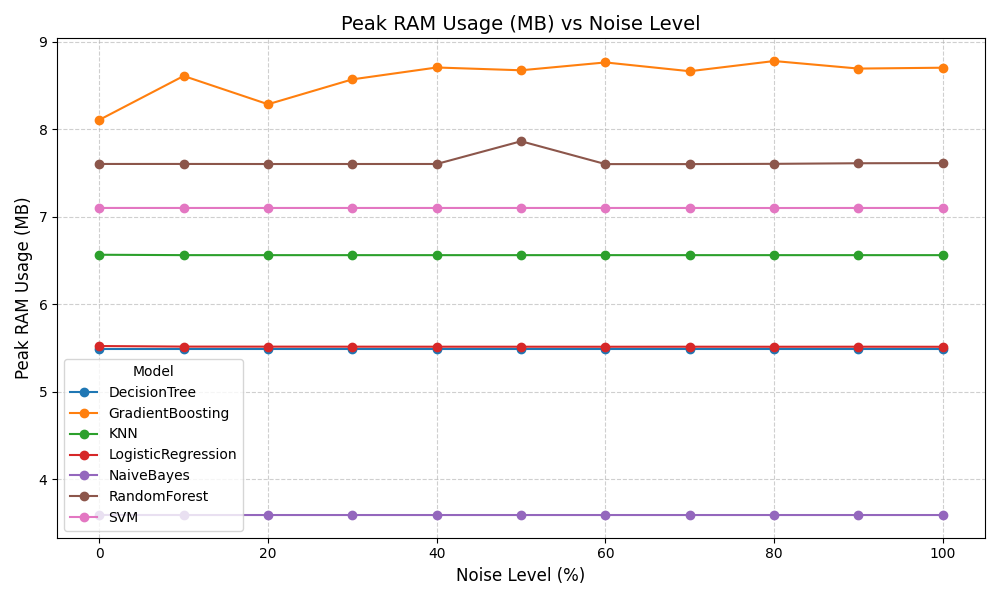 Peak RAM Usage (MB) vs Noise Level
Peak RAM Usage (MB)
9
8
7
6
5
4
Model
DecisionTree
GradientBoosting
KNN
LogisticRegression
NaiveBayes
RandomForest
SVM
0
20
40
60
80
100
Noise Level (%)